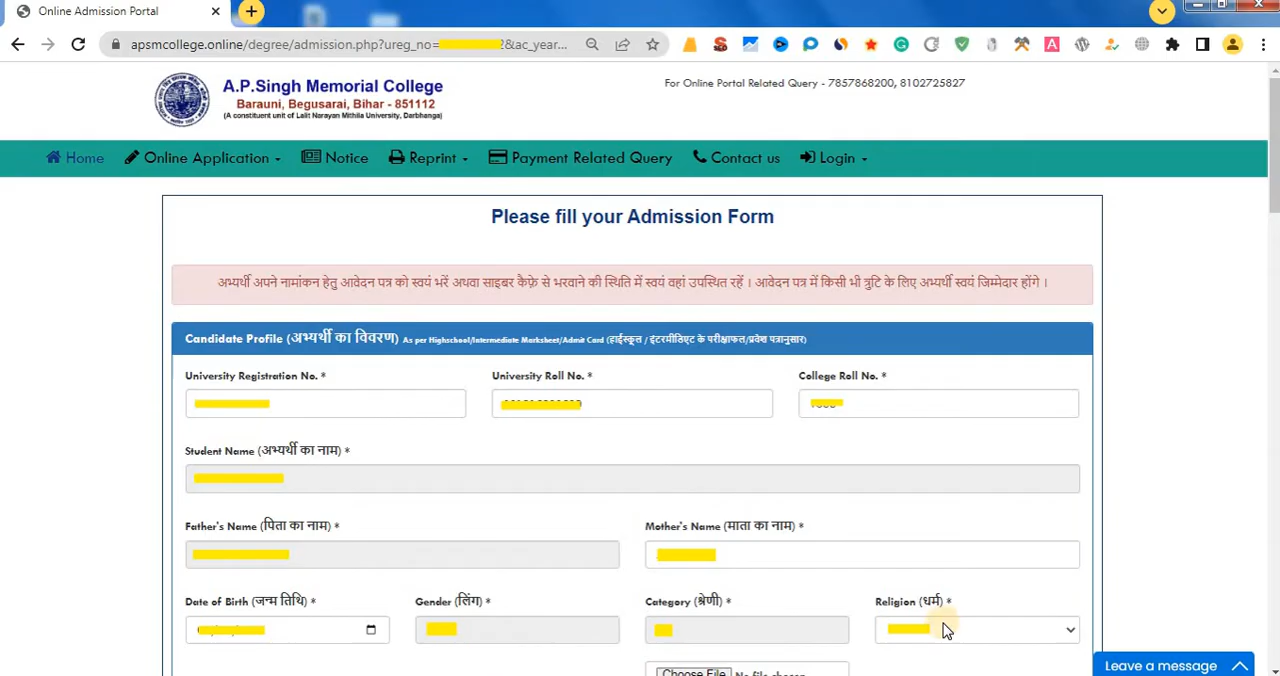 Online Admission Portal
apsmcollege.online/degree/admission.php?ureg_no= 2&ac_year...
A.P.Singh Memorial College
Barauni, Begusarai, Bihar - 851112
(A constituent unit of Lalit Narayan Mithila University, Darbhanga)
For Online Portal Related Query - 7857868200, 8102725827
Home Online Application Notice Reprint Payment Related Query Contact us Login
Please fill your Admission Form
अभ्यर्थी अपने नामांकन हेतु आवेदन पत्र को स्वयं भरें अथवा साइबर कैफ़े से भरवाने की स्थिति में स्वयं वहां उपस्थित रहें । आवेदन पत्र में किसी भी त्रुटि के लिए अभ्यर्थी स्वयं जिम्मेदार होंगे ।
Candidate Profile (अभ्यर्थी का विवरण) As per Highschool/Intermediate Marksheet/Admit Card (हाईस्कूल / इंटरमीडिएट के परीक्षाफल/प्रवेश पत्रानुसार)
University Registration No. * University Roll No. * College Roll No. *
Student Name (अभ्यर्थी का नाम) *
Father's Name (पिता का नाम) * Mother's Name (माता का नाम) *
Date of Birth (जन्म तिथि) * Gender (लिंग) * Category (श्रेणी) * Religion (धर्म) *
Choose File No file chosen
Leave a message